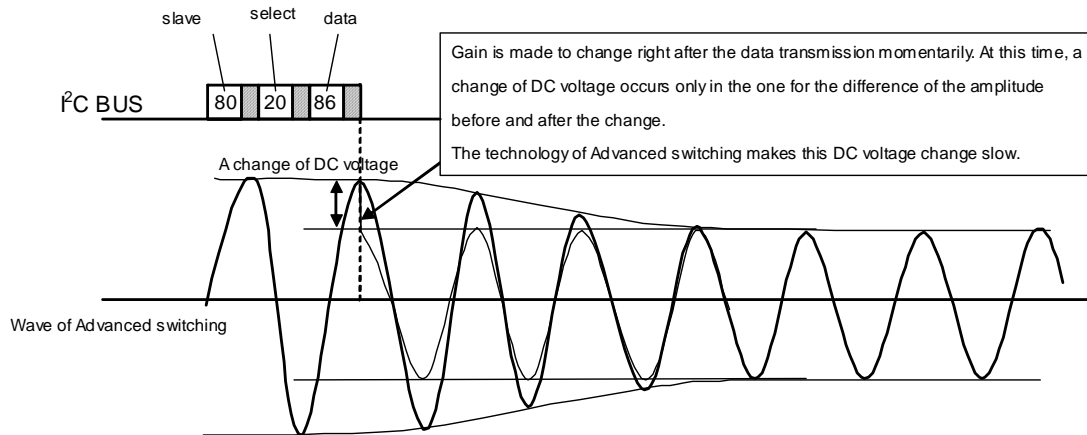 slave select data
I²C BUS 80 20 86
Gain is made to change right after the data transmission momentarily. At this time, a
change of DC voltage occurs only in the one for the difference of the amplitude
before and after the change.
The technology of Advanced switching makes this DC voltage change slow.
A change of DC voltage
Wave of Advanced switching